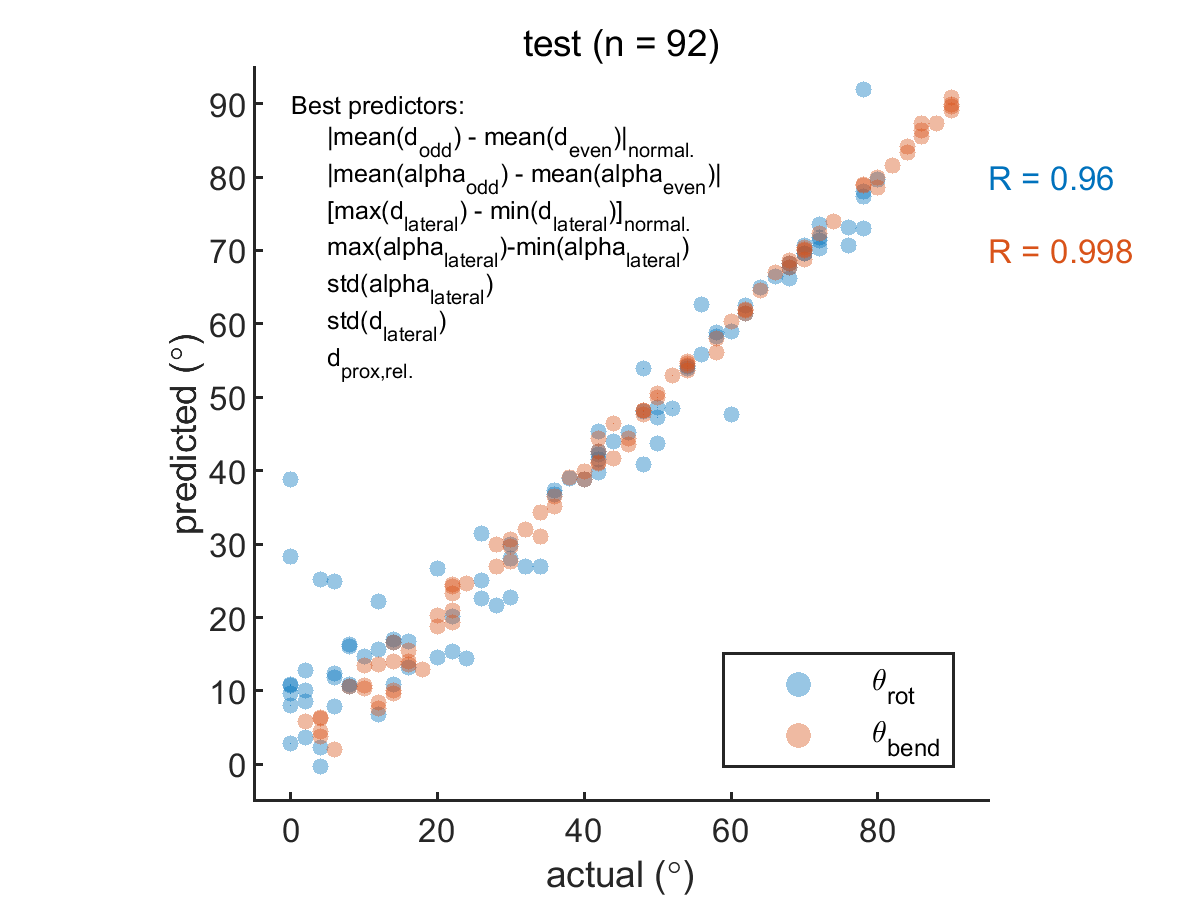 test (n = 92)
Best predictors:
|mean(d_odd) - mean(d_even)|_normal.
|mean(alpha_odd) - mean(alpha_even)|
[max(d_lateral) - min(d_lateral)]_normal.
max(alpha_lateral)-min(alpha_lateral)
std(alpha_lateral)
std(d_lateral)
d_prox,rel.
R = 0.96
R = 0.998
predicted (°)
90
80
70
60
50
40
30
20
10
0
θ_rot
θ_bend
0 20 40 60 80
actual (°)